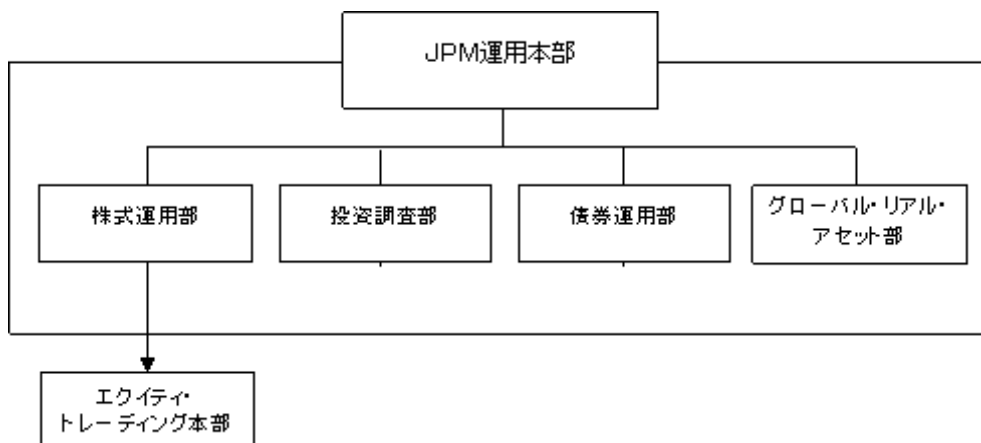 JPM運用本部
株式運用部
投資調査部
債券運用部
グローバル・リアル・
アセット部
エクイティ・
トレーディング本部